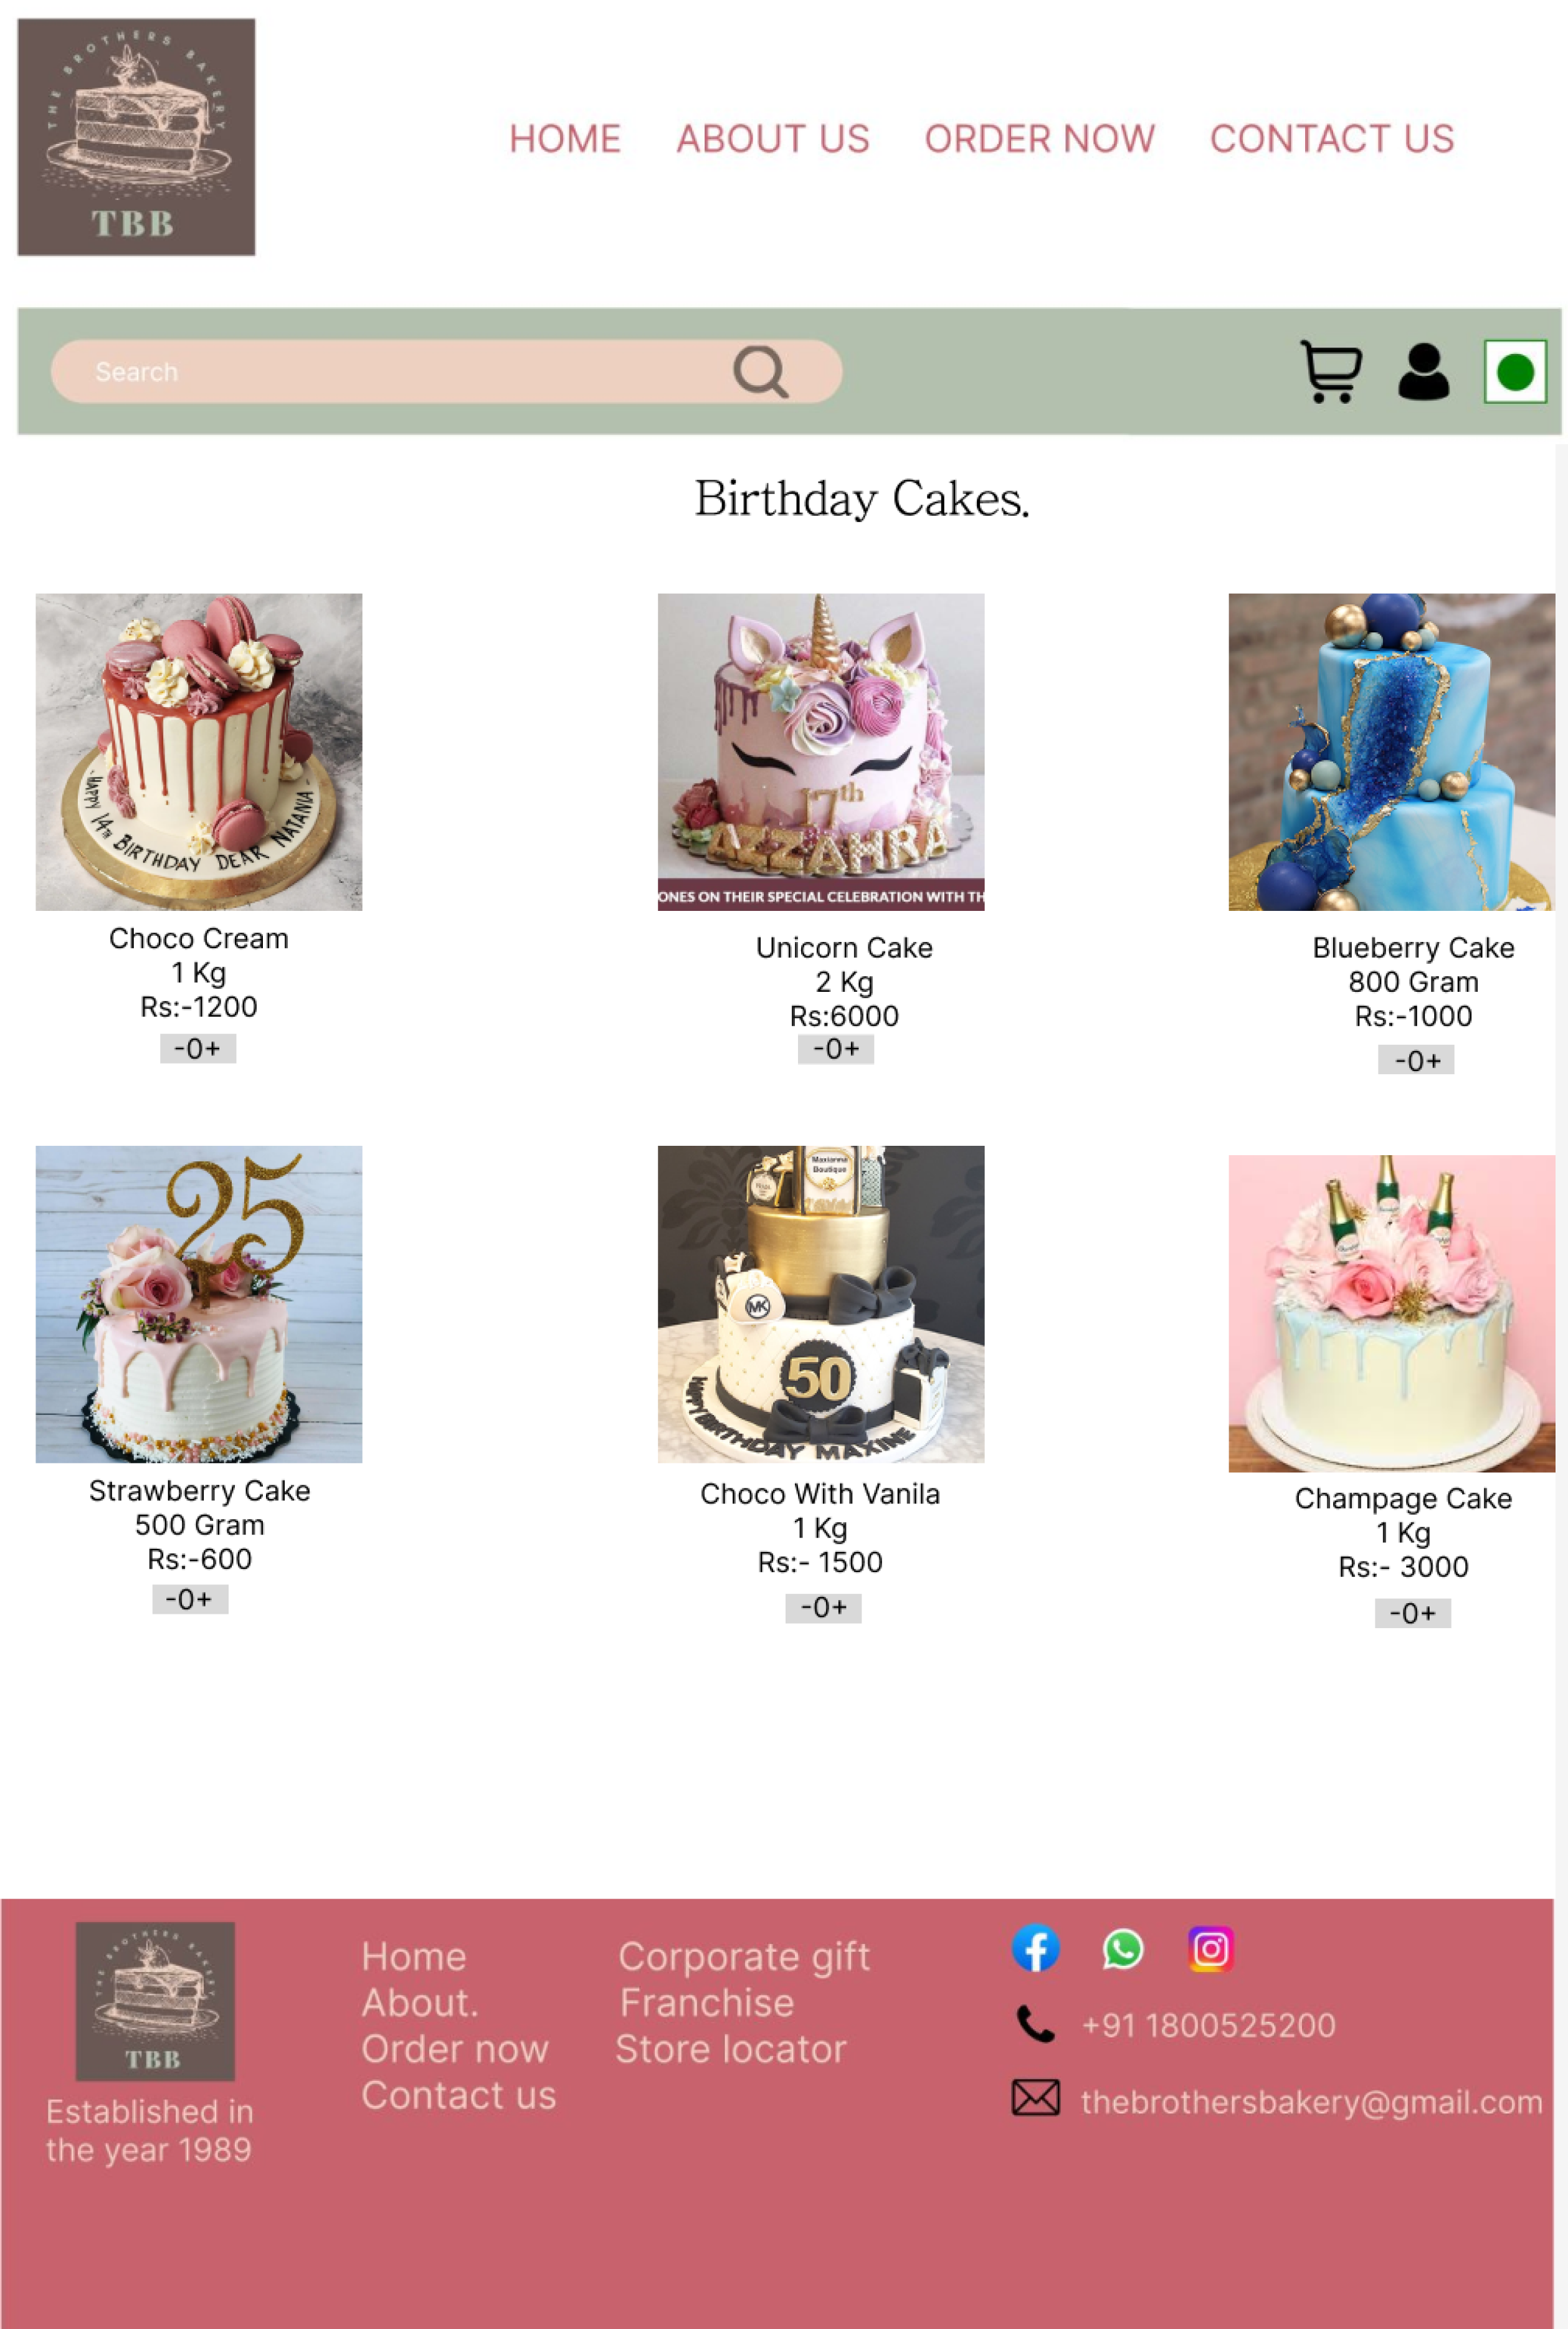 THE BROTHERS BAKERY
TBB
HOME ABOUT US ORDER NOW CONTACT US
Search
Birthday Cakes.
HAPPY 14TH BIRTHDAY DEAR NATANIA
17th
AZZAHRA
ONES ON THEIR SPECIAL CELEBRATION WITH TH
Choco Cream
1 Kg
Rs:-1200
-0+
Unicorn Cake
2 Kg
Rs:6000
-0+
Blueberry Cake
800 Gram
Rs:-1000
-0+
25
Maxianna
Boutique
MK
50
HAPPY BIRTHDAY MAXINE
Strawberry Cake
500 Gram
Rs:-600
-0+
Choco With Vanila
1 Kg
Rs:- 1500
-0+
Champage Cake
1 Kg
Rs:- 3000
-0+
THE BROTHERS BAKERY
TBB
Established in
the year 1989
Home
About.
Order now
Contact us
Corporate gift
Franchise
Store locator
+91 1800525200
thebrothersbakery@gmail.com